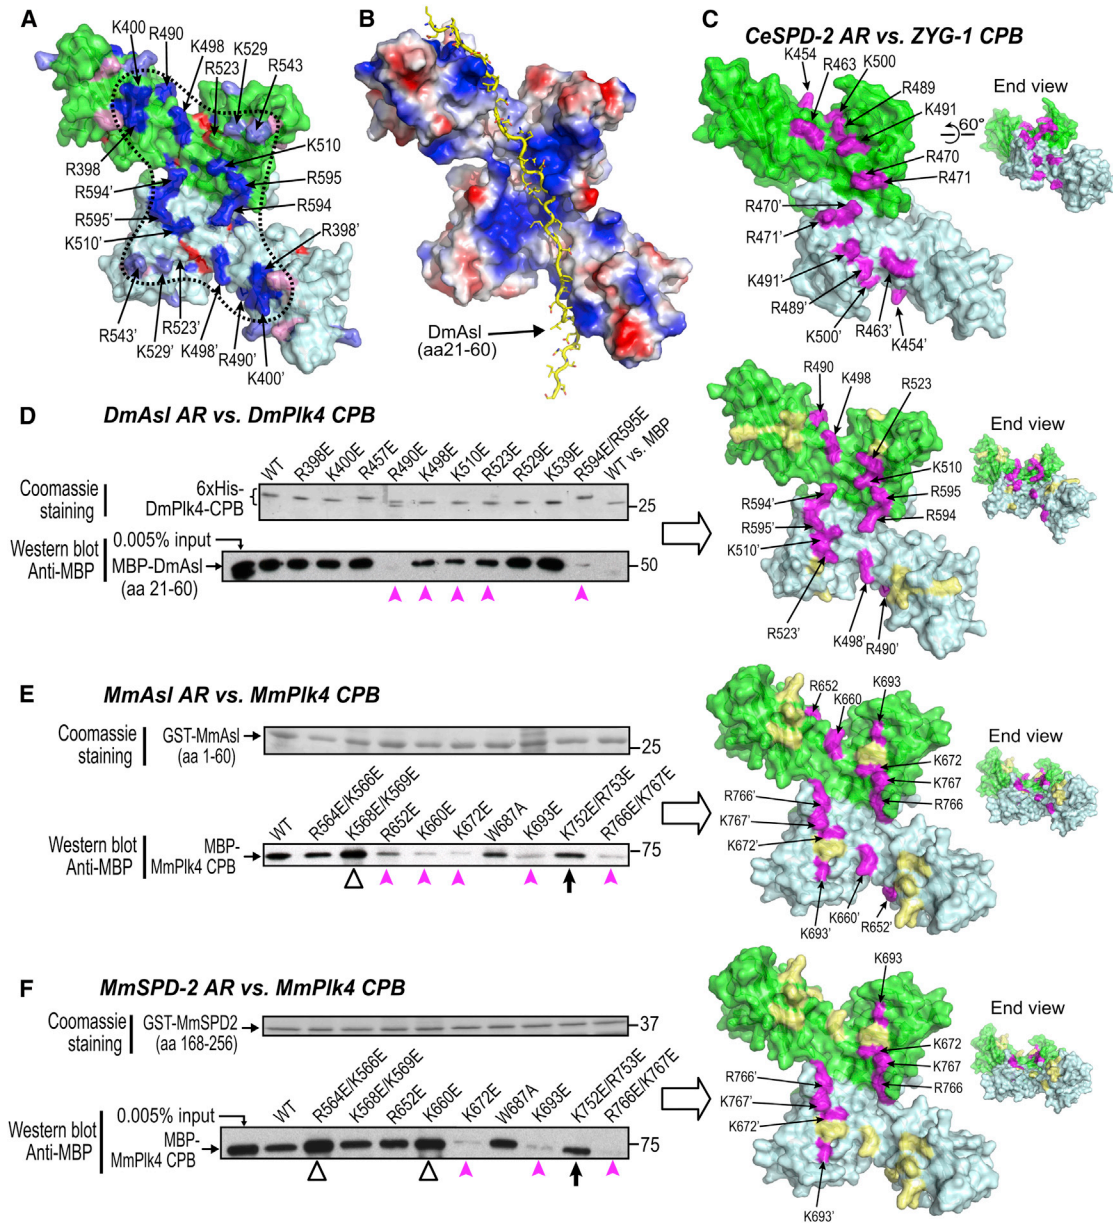 A
K400
R490
K498
R523
K529
R543
R398
R594'
R595'
K510'
K510
R595
R594
R398'
R543'
K529'
R523'
K498'
R490'
K400'
B
DmAsl
(aa21-60)
C
CeSPD-2 AR vs. ZYG-1 CPB
K454
R463
K500
R489
K491
R470
R471
R470'
R471'
K491'
R489'
K500'
R463'
K454'
60°
End view
D
DmAsl AR vs. DmPlk4 CPB
WT
R398E
K400E
R457E
R490E
K498E
K510E
R523E
R529E
K539E
R594E/R595E
WT vs. MBP
Coomassie
staining
6xHis-
DmPlk4-CPB
25
Western blot
Anti-MBP
0.005% input
MBP-DmAsl
(aa 21-60)
50
R490
K498
R523
K510
R595
R594
R594'
R595'
K510'
R523'
K498'
R490'
End view
E
MmAsl AR vs. MmPlk4 CPB
Coomassie
staining
GST-MmAsl
(aa 1-60)
25
WT
R564E/K566E
K568E/K569E
R652E
K660E
K672E
W687A
K693E
K752E/R753E
R766E/K767E
Western blot
Anti-MBP
MBP-
MmPlk4 CPB
75
R652
K660
K693
K672
K767
R766
R766'
K767'
K672'
K693'
K660'
R652'
End view
F
MmSPD-2 AR vs. MmPlk4 CPB
Coomassie
staining
GST-MmSPD2
(aa 168-256)
37
WT
R564E/K566E
K568E/K569E
R652E
K660E
K672E
W687A
K693E
K752E/R753E
R766E/K767E
Western blot
Anti-MBP
0.005% input
MBP-
MmPlk4 CPB
75
K693
K672
K767
R766
R766'
K767'
K672'
K693'
End view